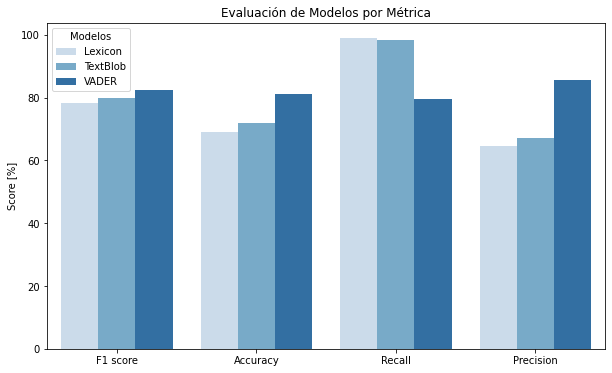 Evaluación de Modelos por Métrica
Modelos
Lexicon
TextBlob
VADER
Score [%]
100
80
60
40
20
0
F1 score
Accuracy
Recall
Precision